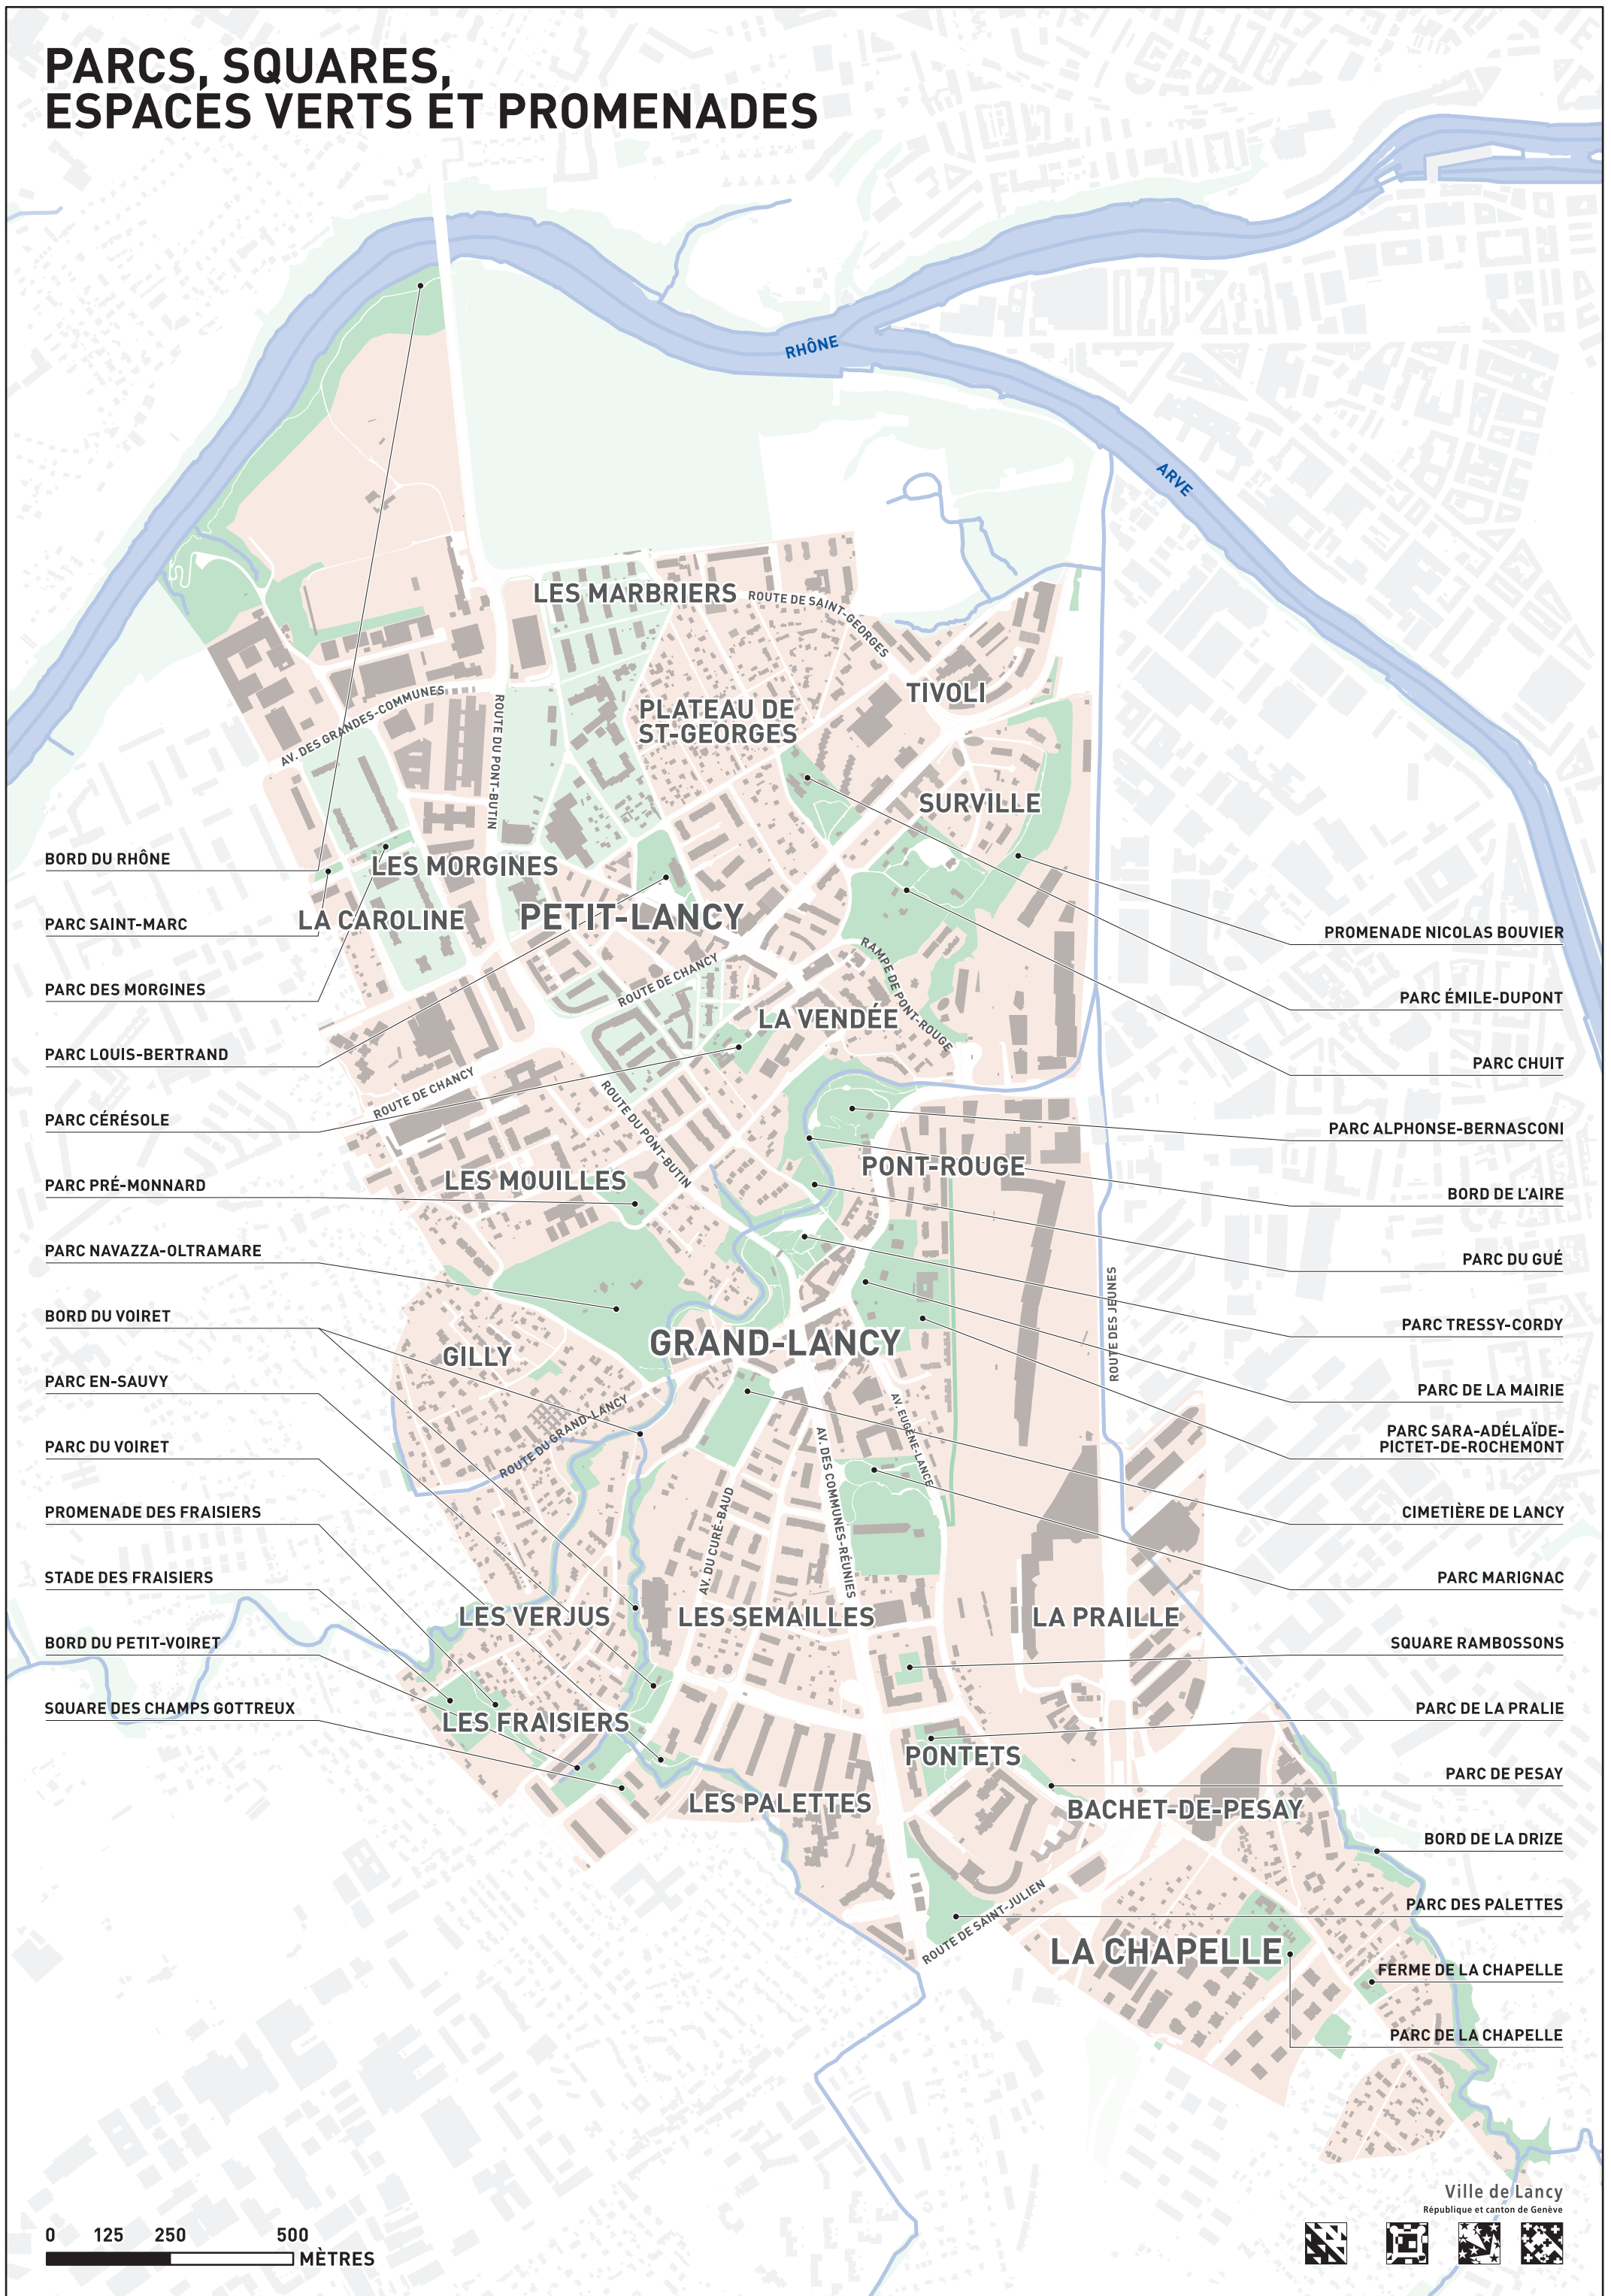 PARCS, SQUARES,
ESPACES VERTS ET PROMENADES
RHÔNE
ARVE
LES MARBRIERS
ROUTE DE SAINT-GEORGES
TIVOLI
AV. DES GRANDES-COMMUNES
ROUTE DU PONT-BUTIN
PLATEAU DE
ST-GEORGES
SURVILLE
LES MORGINES
LA CAROLINE
PETIT-LANCY
ROUTE DE CHANCY
RAMPE DE PONT-ROUGE
LA VENDÉE
ROUTE DE CHANCY
ROUTE DU PONT-BUTIN
LES MOUILLES
PONT-ROUGE
ROUTE DES JEUNES
GRAND-LANCY
GILLY
ROUTE DU GRAND-LANCY
AV. EUGÈNE-LANCE
AV. DES COMMUNES-RÉUNIES
AV. DU CURÉ-BAUD
LES VERJUS
LES SEMAILLES
LA PRAILLE
LES FRAISIERS
PONTETS
LES PALETTES
BACHET-DE-PESAY
ROUTE DE SAINT-JULIEN
LA CHAPELLE
BORD DU RHÔNE
PARC SAINT-MARC
PARC DES MORGINES
PARC LOUIS-BERTRAND
PARC CÉRÉSOLE
PARC PRÉ-MONNARD
PARC NAVAZZA-OLTRAMARE
BORD DU VOIRET
PARC EN-SAUVY
PARC DU VOIRET
PROMENADE DES FRAISIERS
STADE DES FRAISIERS
BORD DU PETIT-VOIRET
SQUARE DES CHAMPS GOTTREUX
PROMENADE NICOLAS BOUVIER
PARC ÉMILE-DUPONT
PARC CHUIT
PARC ALPHONSE-BERNASCONI
BORD DE L'AIRE
PARC DU GUÉ
PARC TRESSY-CORDY
PARC DE LA MAIRIE
PARC SARA-ADÉLAÏDE-
PICTET-DE-ROCHEMONT
CIMETIÈRE DE LANCY
PARC MARIGNAC
SQUARE RAMBOSSONS
PARC DE LA PRALIE
PARC DE PESAY
BORD DE LA DRIZE
PARC DES PALETTES
FERME DE LA CHAPELLE
PARC DE LA CHAPELLE
0 125 250 500
MÈTRES
Ville de Lancy
République et canton de Genève